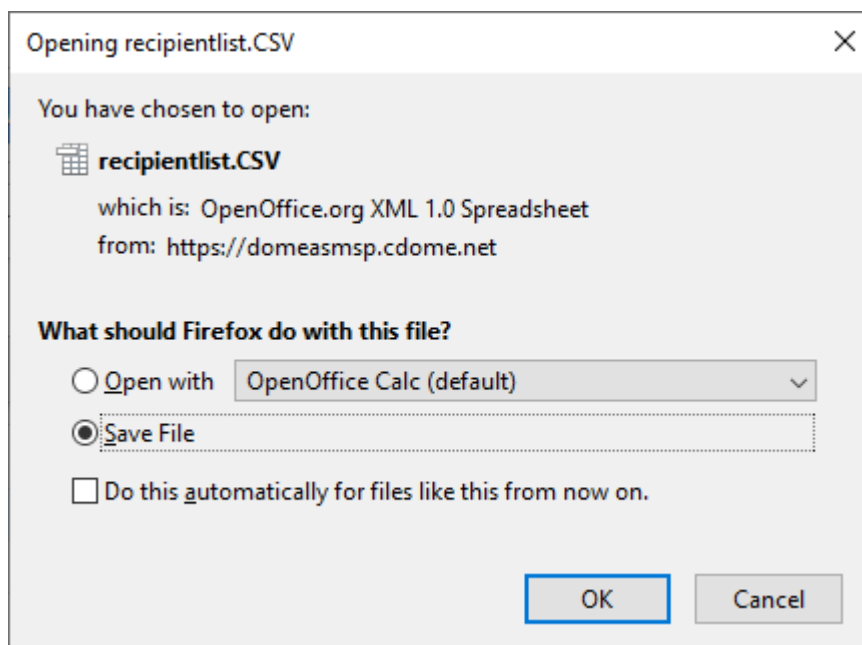 Opening recipientlist.CSV
You have chosen to open:
recipientlist.CSV
which is: OpenOffice.org XML 1.0 Spreadsheet
from: https://domeasmsp.cdome.net
What should Firefox do with this file?
Open with OpenOffice Calc (default)
Save File
Do this automatically for files like this from now on.
OK Cancel